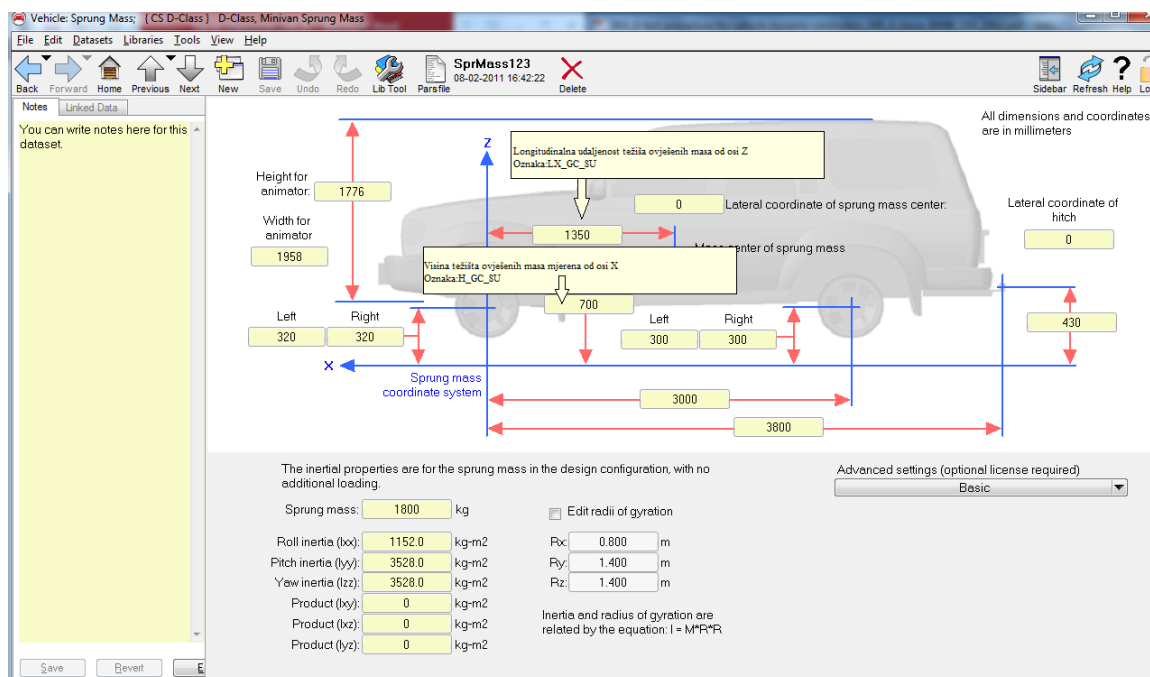 Vehicle: Sprung Mass; { CS D-Class } D-Class, Minivan Sprung Mass
File Edit Datasets Libraries Tools View Help
Back Forward Home Previous Next New Save Undo Redo Lib Tool Parsfile
SprMass123
08-02-2011 16:42:22
Delete
Sidebar Refresh Help
Notes Linked Data
You can write notes here for this
dataset.
All dimensions and coordinates
are in millimeters
Z
Longitudinalna udaljenost težiša ovješenih masa od osi Z
Oznaka:LX_GC_SU
Height for
animator:
1776
0
Lateral coordinate of sprung mass center:
Lateral coordinate of
hitch
0
Width for
animator
1958
1350
center of sprung mass
Visina težišta ovješenih masa mjerena od osi X
Oznaka:H_GC_SU
700
Left Right
320 320
Left Right
300 300
430
X
Sprung mass
coordinate system
3000
3800
The inertial properties are for the sprung mass in the design configuration, with no
additional loading.
Advanced settings (optional license required)
Basic
Sprung mass: 1800 kg
Edit radii of gyration
Roll inertia (Ixx): 1152.0 kg-m2
Rx: 0.800 m
Pitch inertia (Iyy): 3528.0 kg-m2
Ry: 1.400 m
Yaw inertia (Izz): 3528.0 kg-m2
Rz: 1.400 m
Product (Ixy): 0 kg-m2
Product (Ixz): 0 kg-m2
Product (Iyz): 0 kg-m2
Inertia and radius of gyration are
related by the equation: I = M*R*R
Save Revert E